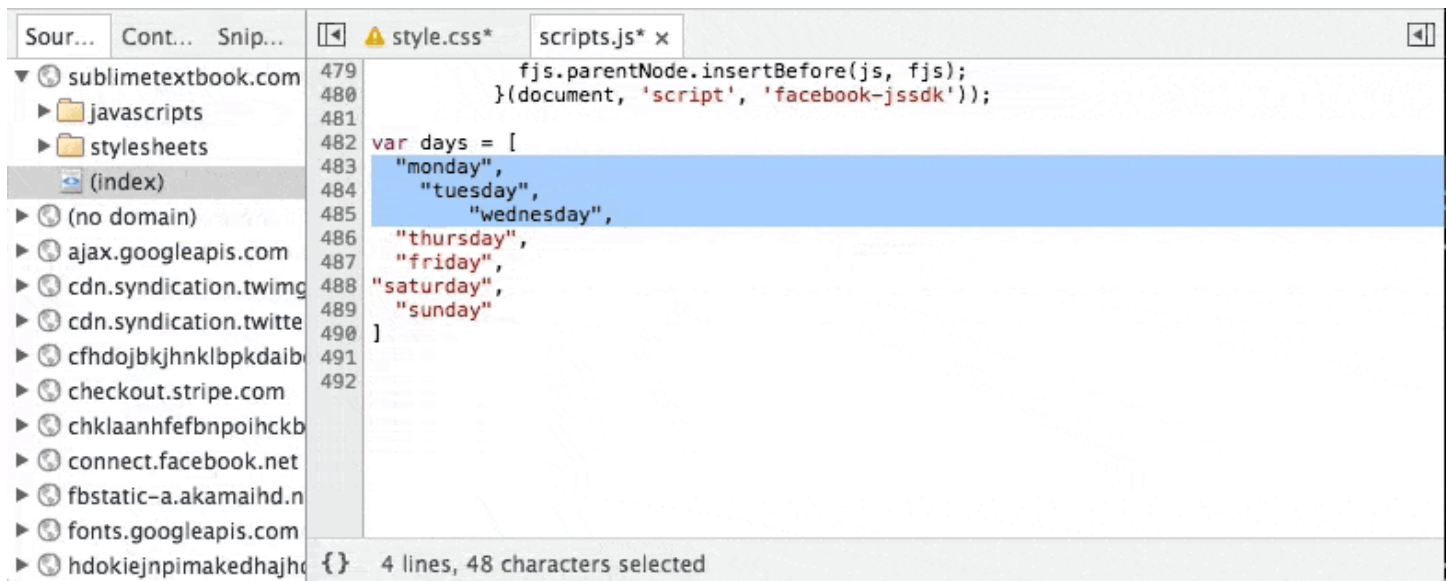 Sour... Cont... Snip... style.css* scripts.js* ×
sublimetextbook.com
javascripts
stylesheets
(index)
(no domain)
ajax.googleapis.com
cdn.syndication.twimg
cdn.syndication.twitte
cfhdojbkjhnklbpkdaib
checkout.stripe.com
chklaanhfefbnpoihckb
connect.facebook.net
fbstatic-a.akamaihd.n
fonts.googleapis.com
hdokiejnpimakedhajh
479 fjs.parentNode.insertBefore(js, fjs);
480 }(document, 'script', 'facebook-jssdk'));
481
482 var days = [
483 "monday",
484 "tuesday",
485 "wednesday",
486 "thursday",
487 "friday",
488 "saturday",
489 "sunday"
490 ]
491
492
{} 4 lines, 48 characters selected